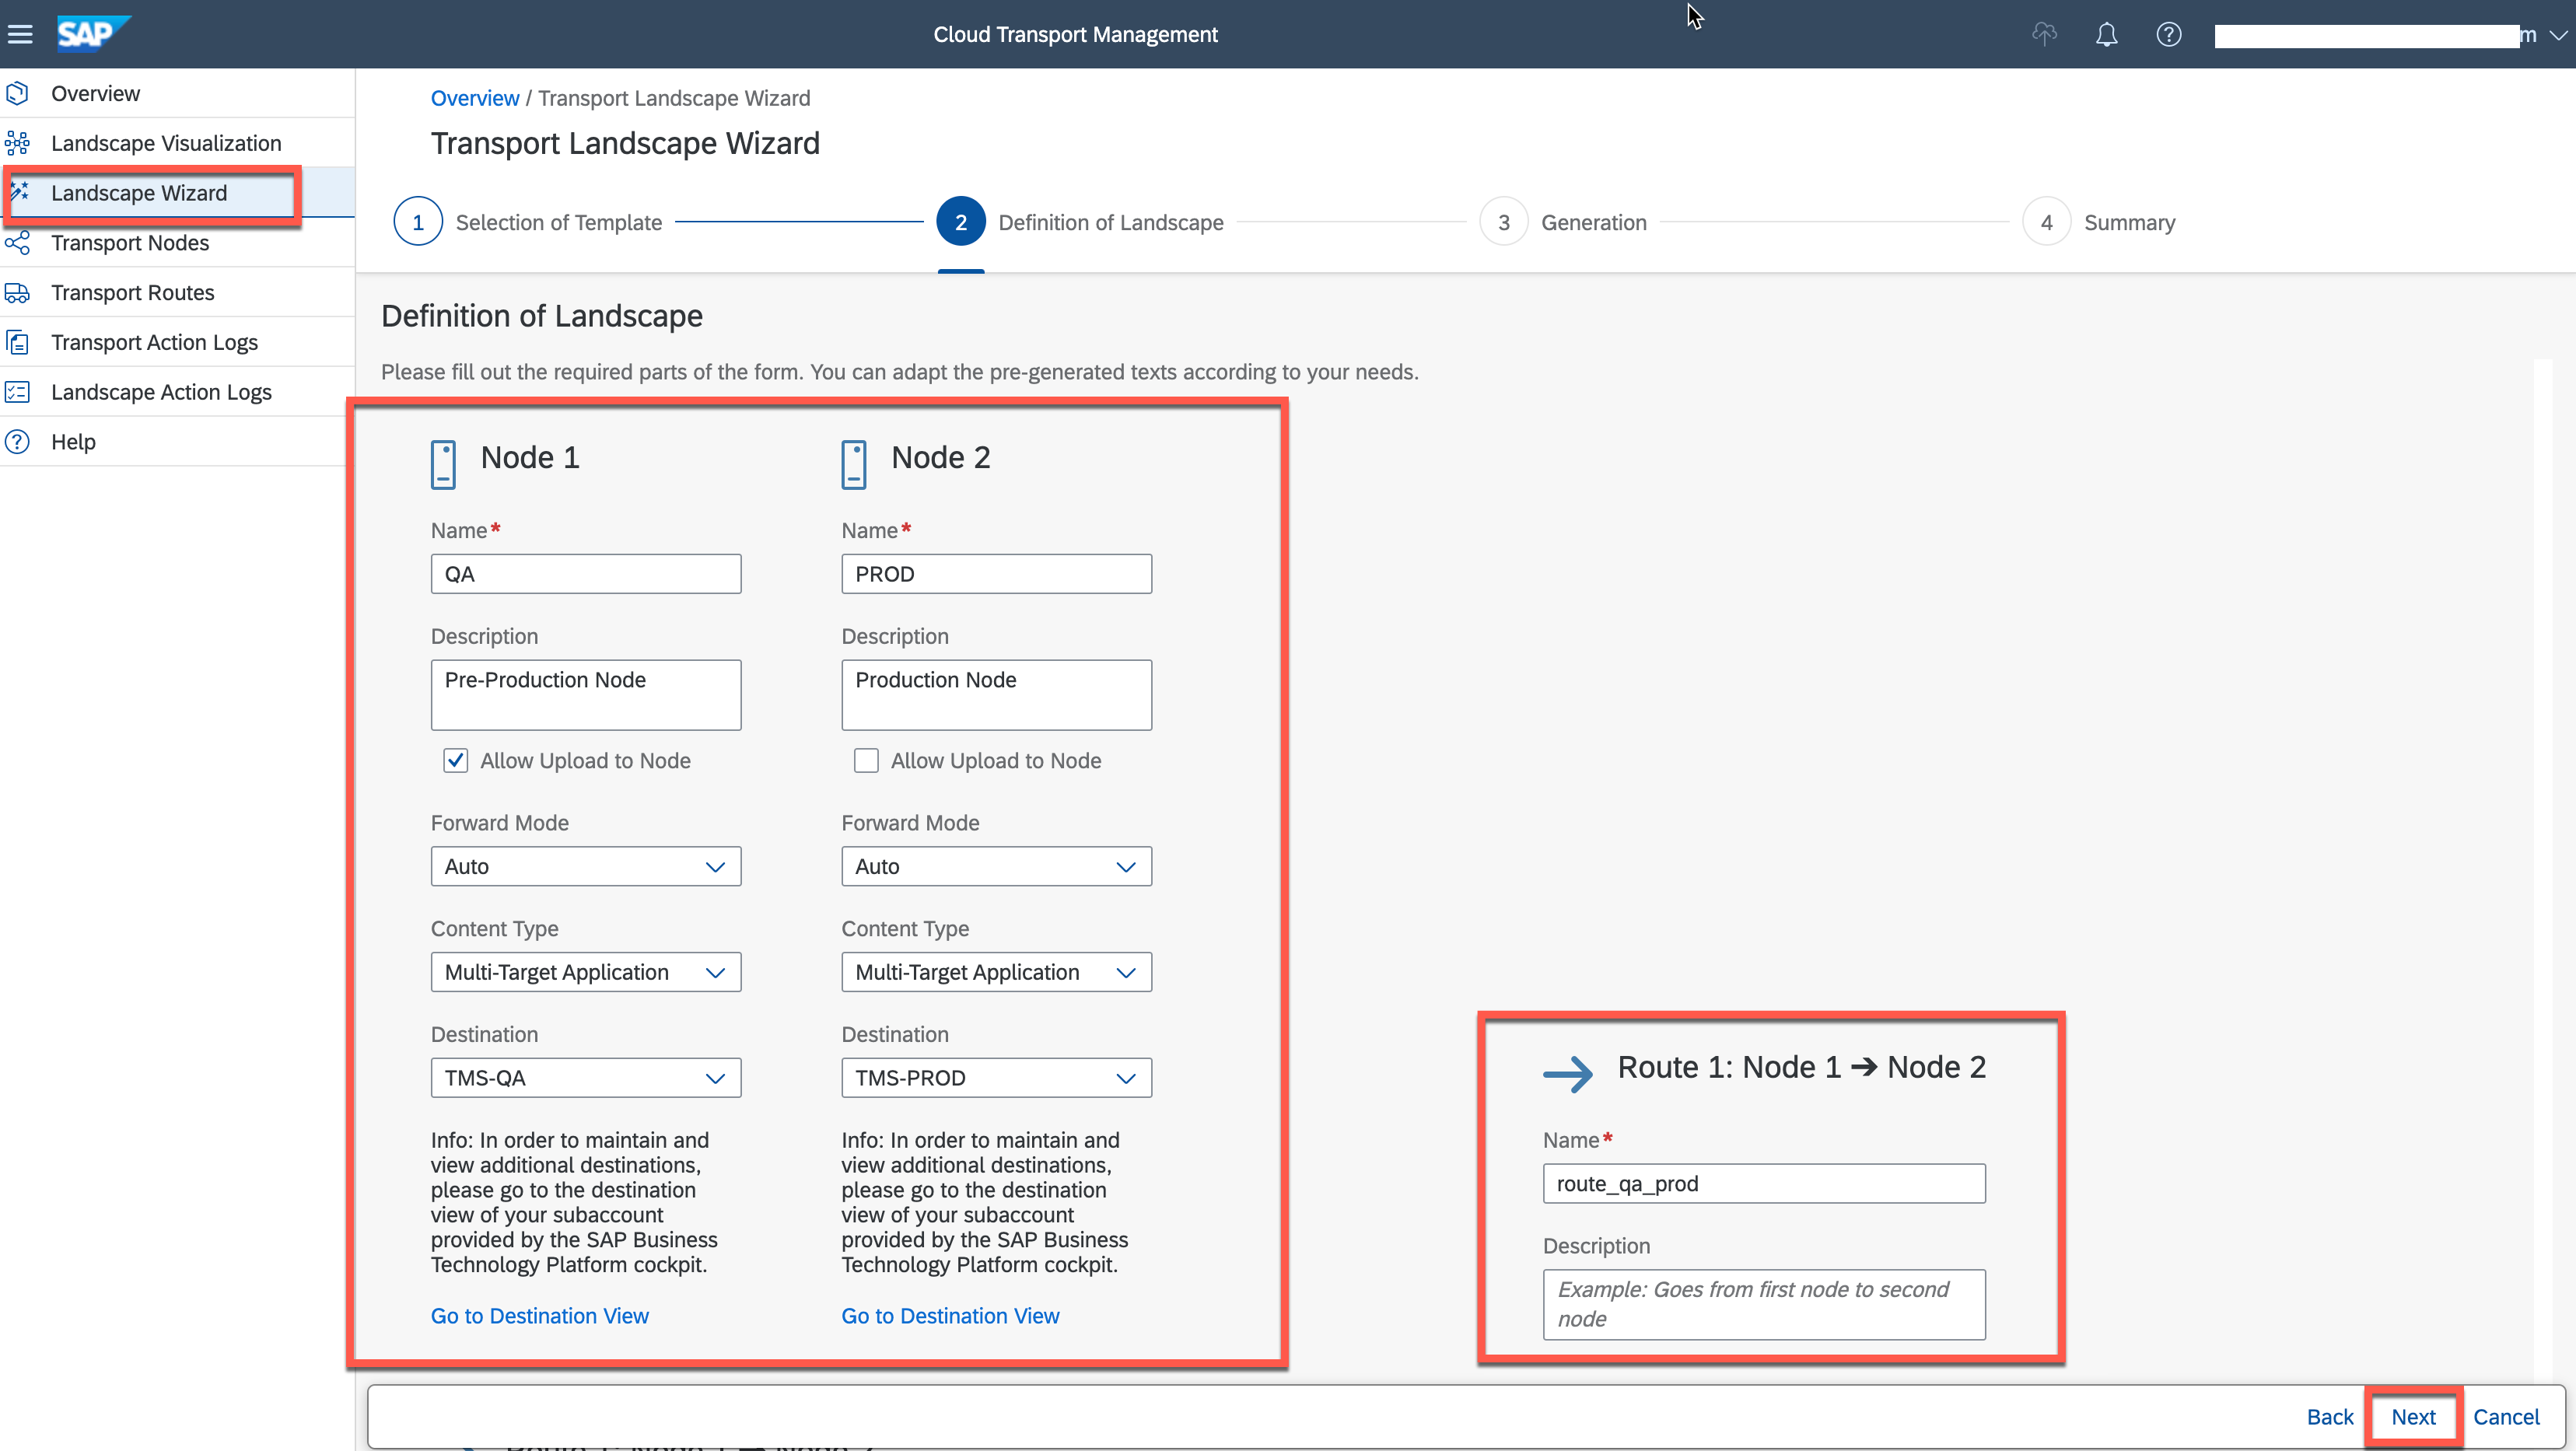 SAP
Cloud Transport Management
m
Overview
Landscape Visualization
Landscape Wizard
Transport Nodes
Transport Routes
Transport Action Logs
Landscape Action Logs
Help
Overview / Transport Landscape Wizard
Transport Landscape Wizard
1 Selection of Template
2 Definition of Landscape
3 Generation
4 Summary
Definition of Landscape
Please fill out the required parts of the form. You can adapt the pre-generated texts according to your needs.
Node 1
Name*
QA
Description
Pre-Production Node
Allow Upload to Node
Forward Mode
Auto
Content Type
Multi-Target Application
Destination
TMS-QA
Info: In order to maintain and
view additional destinations,
please go to the destination
view of your subaccount
provided by the SAP Business
Technology Platform cockpit.
Go to Destination View
Node 2
Name*
PROD
Description
Production Node
Allow Upload to Node
Forward Mode
Auto
Content Type
Multi-Target Application
Destination
TMS-PROD
Info: In order to maintain and
view additional destinations,
please go to the destination
view of your subaccount
provided by the SAP Business
Technology Platform cockpit.
Go to Destination View
Route 1: Node 1 ➔ Node 2
Name*
route_qa_prod
Description
Example: Goes from first node to second
node
Back
Next
Cancel